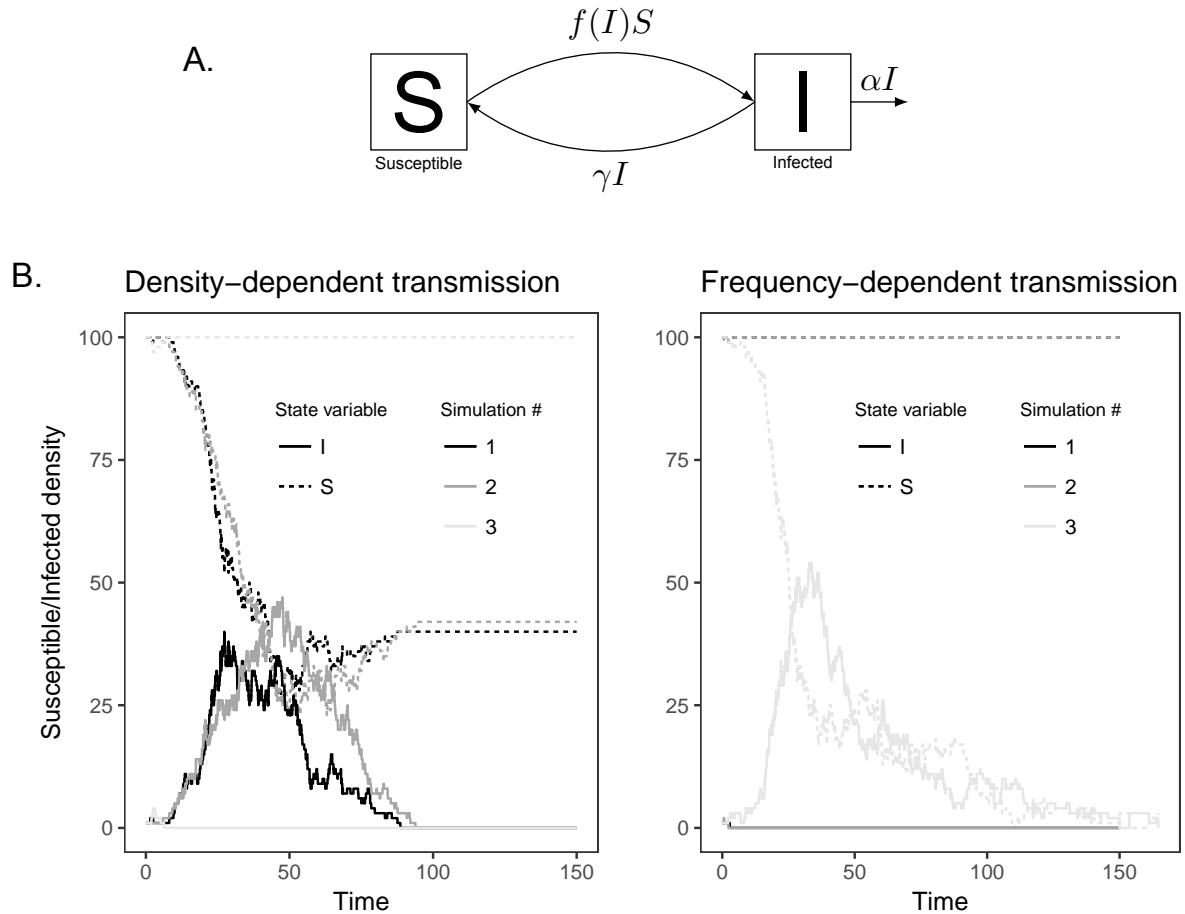 A.
f(I)S
S
I
αI
Susceptible
Infected
γI
B.
Density−dependent transmission
Frequency−dependent transmission
Susceptible/Infected density
100
75
50
25
0
State variable
I
S
Simulation #
1
2
3
0
50
100
150
Time
100
75
50
25
0
State variable
I
S
Simulation #
1
2
3
0
50
100
150
Time